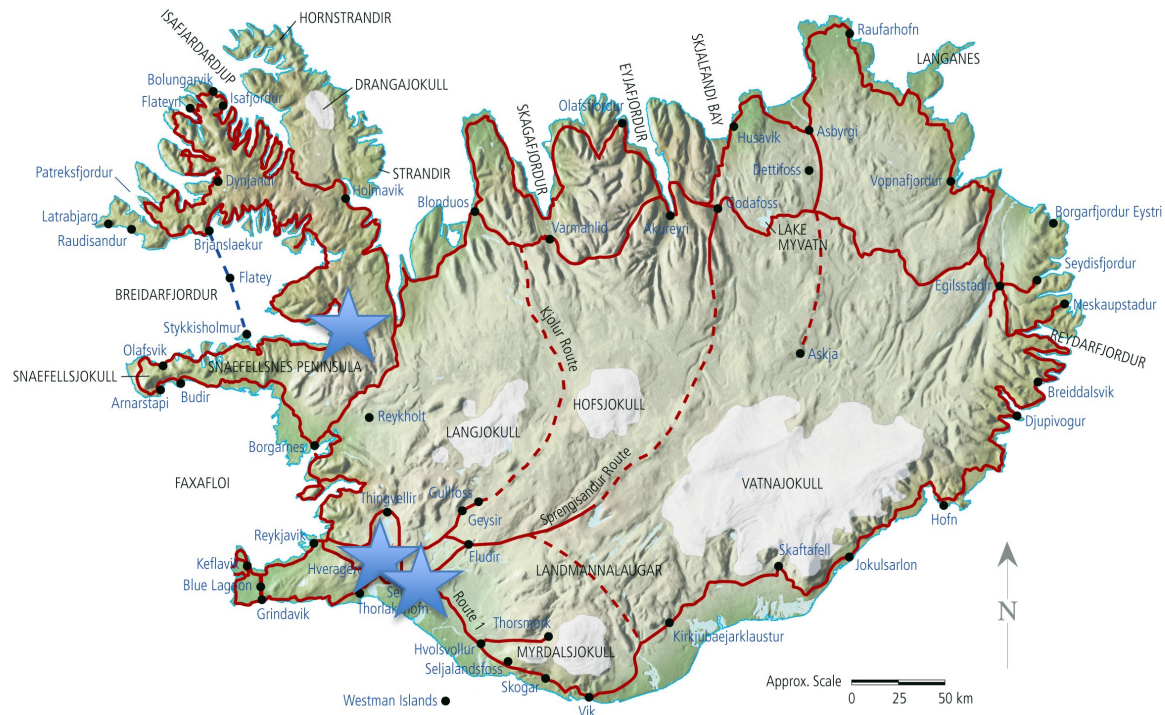 HORNSTRANDIR
ISAFJARDARDJUP
Bolungarvik
Flateyri
Isafjordur
DRANGAJOKULL
Patreksfjordur
Dynjandi
STRANDIR
Holmavik
Latrabjarg
Raudisandur
Brjanslaekur
Flatey
BREIDARFJORDUR
Stykkisholmur
Olafsvik
SNAEFELLSNES PENINSULA
SNAEFELLSJOKULL
Arnarstapi
Budir
Reykholt
Borgarnes
FAXAFLOI
Blonduos
SKAGAFJORDUR
Varmahlid
Olafsfjordur
EYJAFJORDUR
Akureyri
SKJALFANDI BAY
Husavik
Godafoss
Asbyrgi
Dettifoss
LAKE
MYVATN
Raufarhofn
LANGANES
Vopnafjordur
Borgarfjordur Eystri
Seydisfjordur
Egilsstadir
Neskaupstadur
REYDARFJORDUR
Breiddalsvik
Djupivogur
Askja
Kjolur Route
HOFSJOKULL
LANGJOKULL
VATNAJOKULL
Sprengisandur Route
Gullfoss
Geysir
Thingvellir
Fludir
Reykjavik
Keflavik
Blue Lagoon
Grindavik
LANDMANNALAUGAR
Skaftafell
Hofn
Jokulsarlon
Route 1
Thorsmork
MYRDALSJOKULL
Hvolsvollur
Seljalandsfoss
Skogar
Vik
Kirkjubaejarklaustur
Westman Islands
N
Approx. Scale
0 25 50 km